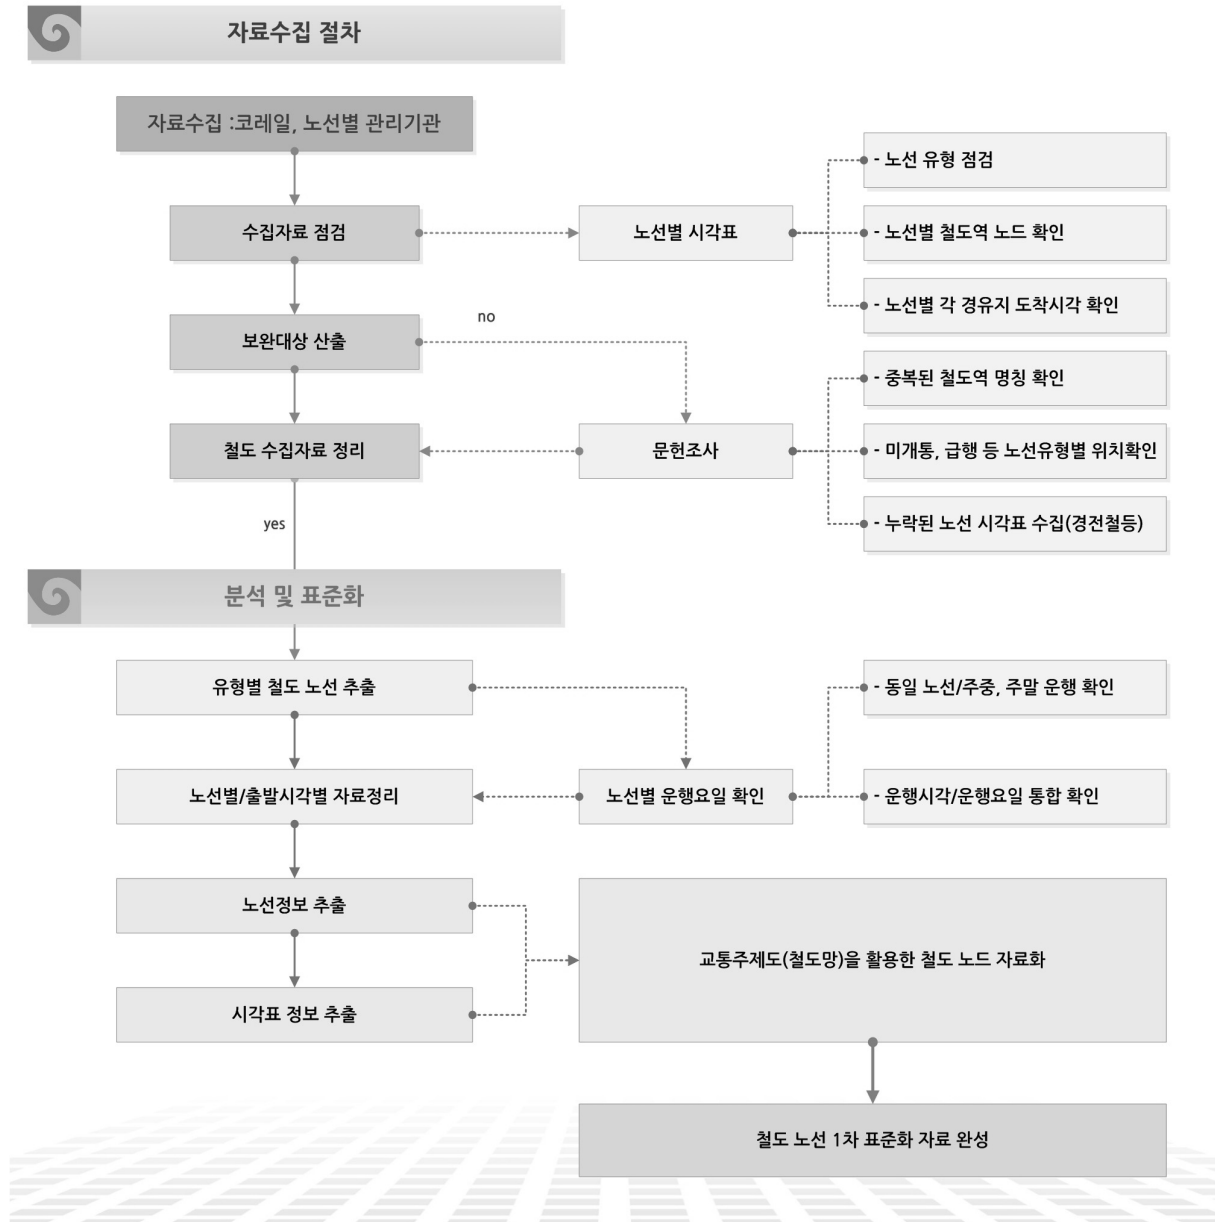 자료수집 절차
자료수집 :코레일, 노선별 관리기관
- 노선 유형 점검
수집자료 점검
노선별 시각표
- 노선별 철도역 노드 확인
- 노선별 각 경유지 도착시각 확인
no
보완대상 산출
- 중복된 철도역 명칭 확인
철도 수집자료 정리
문헌조사
- 미개통, 급행 등 노선유형별 위치확인
yes
- 누락된 노선 시각표 수집(경전철등)
분석 및 표준화
유형별 철도 노선 추출
- 동일 노선/주중, 주말 운행 확인
노선별/출발시각별 자료정리
노선별 운행요일 확인
- 운행시각/운행요일 통합 확인
노선정보 추출
교통주제도(철도망)을 활용한 철도 노드 자료화
시각표 정보 추출
철도 노선 1차 표준화 자료 완성